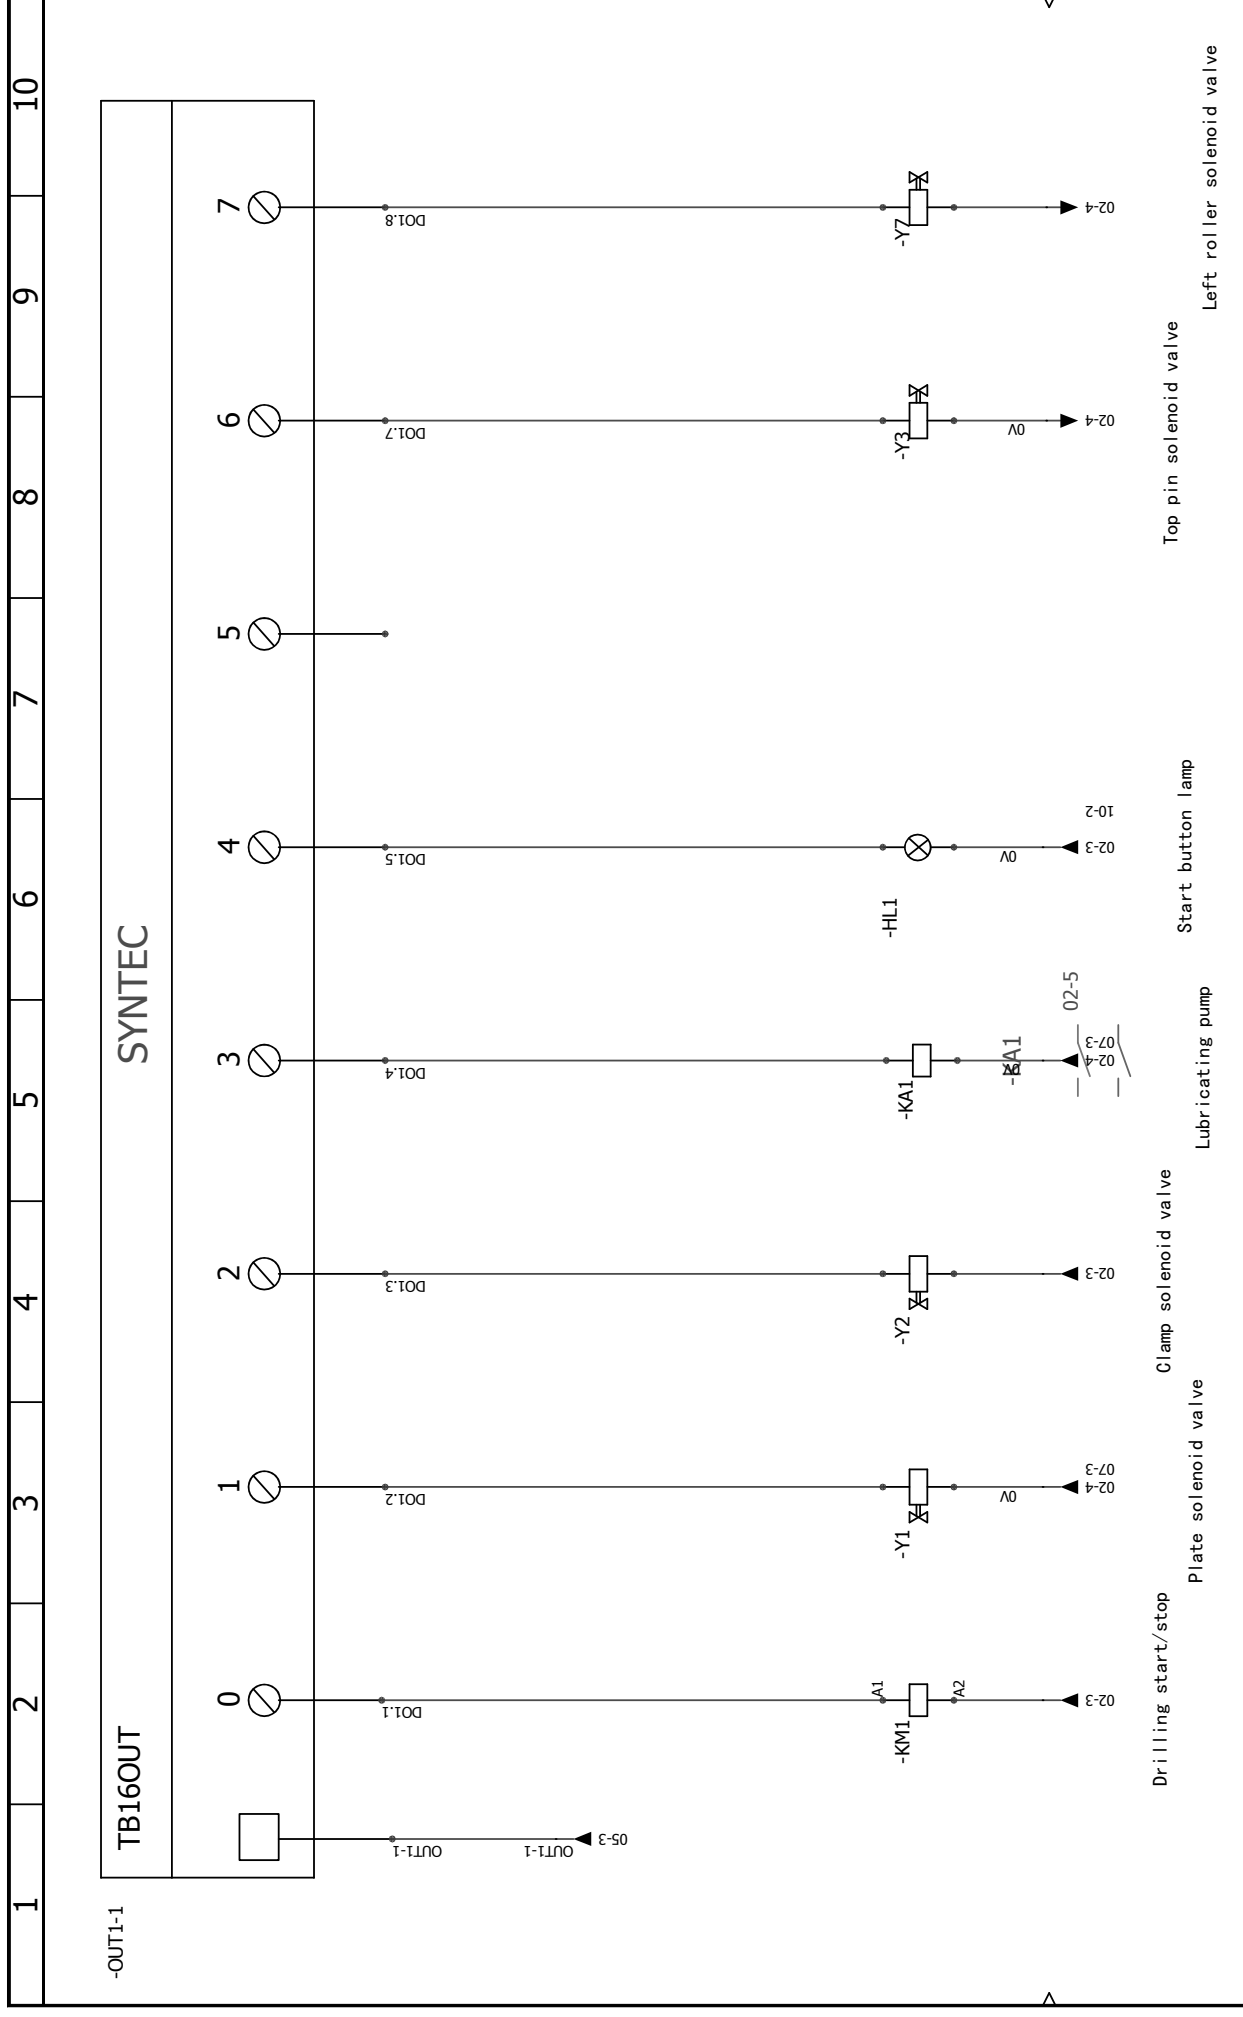 1
2
3
4
5
6
7
8
9
10
-OUT1-1
TB16OUT
SYNTEC
0
1
2
3
4
5
6
7
OUT1-1
OUT1-1
05-3
DO1.1
DO1.2
DO1.3
DO1.4
DO1.5
DO1.7
DO1.8
-KM1
A1
A2
-Y1
-Y2
-KA1
-HL1
-Y3
-Y7
0V
-KA1
0V
0V
0V
02-3
02-4
07-3
02-3
02-4
07-3
02-5
02-3
10-2
02-4
02-4
Drilling start/stop
Plate solenoid valve
Clamp solenoid valve
Lubricating pump
Start button lamp
Top pin solenoid valve
Left roller solenoid valve